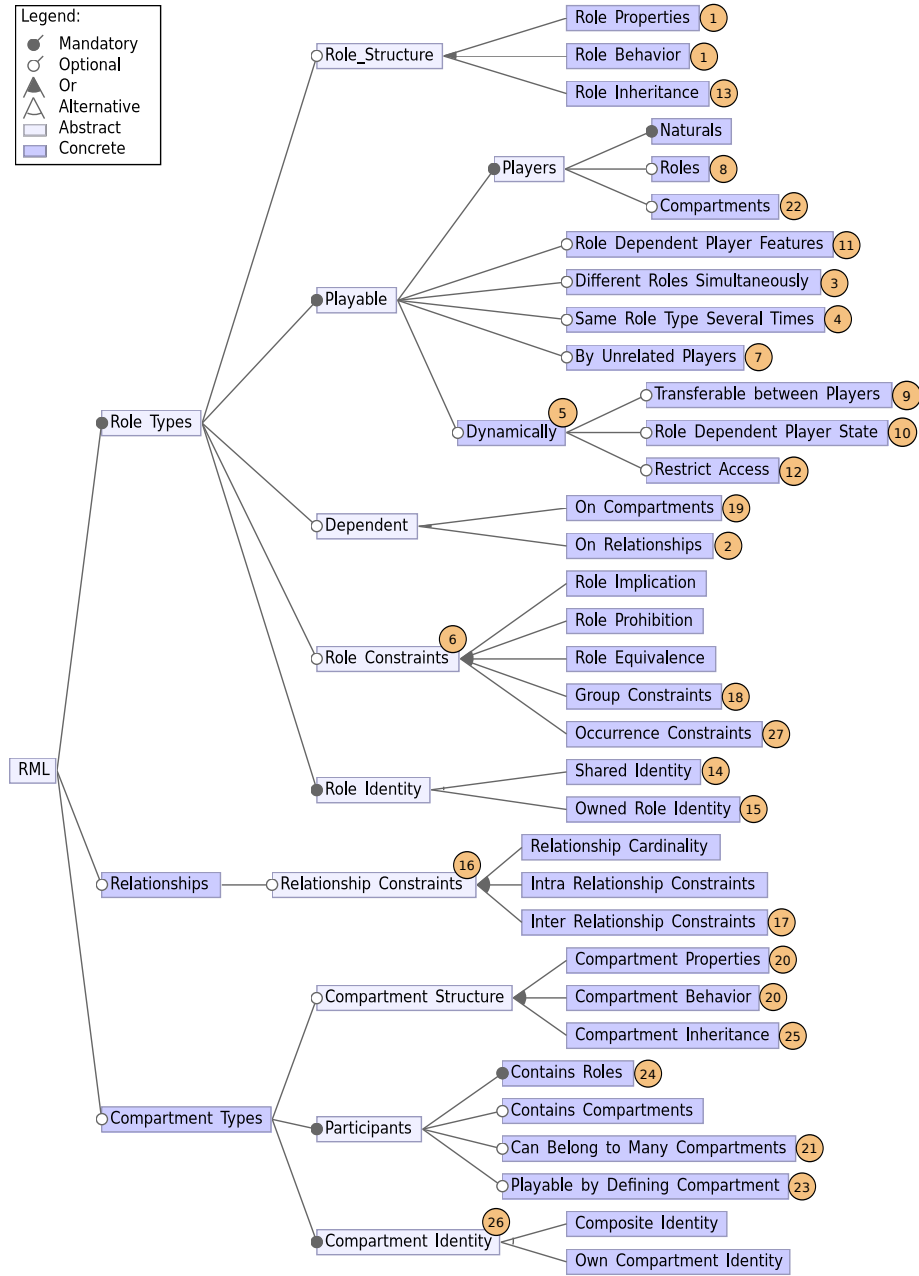 Legend:
Mandatory
Optional
Or
Alternative
Abstract
Concrete
Role Properties 1
Role_Structure
Role Behavior 1
Role Inheritance 13
Naturals
Players
Roles 8
Compartments 22
Role Dependent Player Features 11
Different Roles Simultaneously 3
Playable
Same Role Type Several Times 4
By Unrelated Players 7
Transferable between Players 9
5
Role Types
Dynamically
Role Dependent Player State 10
Restrict Access 12
On Compartments 19
Dependent
On Relationships 2
Role Implication
Role Prohibition
6
Role Constraints
Role Equivalence
Group Constraints 18
Occurrence Constraints 27
RML
Shared Identity 14
Role Identity
Owned Role Identity 15
Relationship Cardinality
16
Relationships
Relationship Constraints
Intra Relationship Constraints
Inter Relationship Constraints 17
Compartment Properties 20
Compartment Structure
Compartment Behavior 20
Compartment Inheritance 25
Contains Roles 24
Contains Compartments
Compartment Types
Participants
Can Belong to Many Compartments 21
Playable by Defining Compartment 23
26
Composite Identity
Compartment Identity
Own Compartment Identity